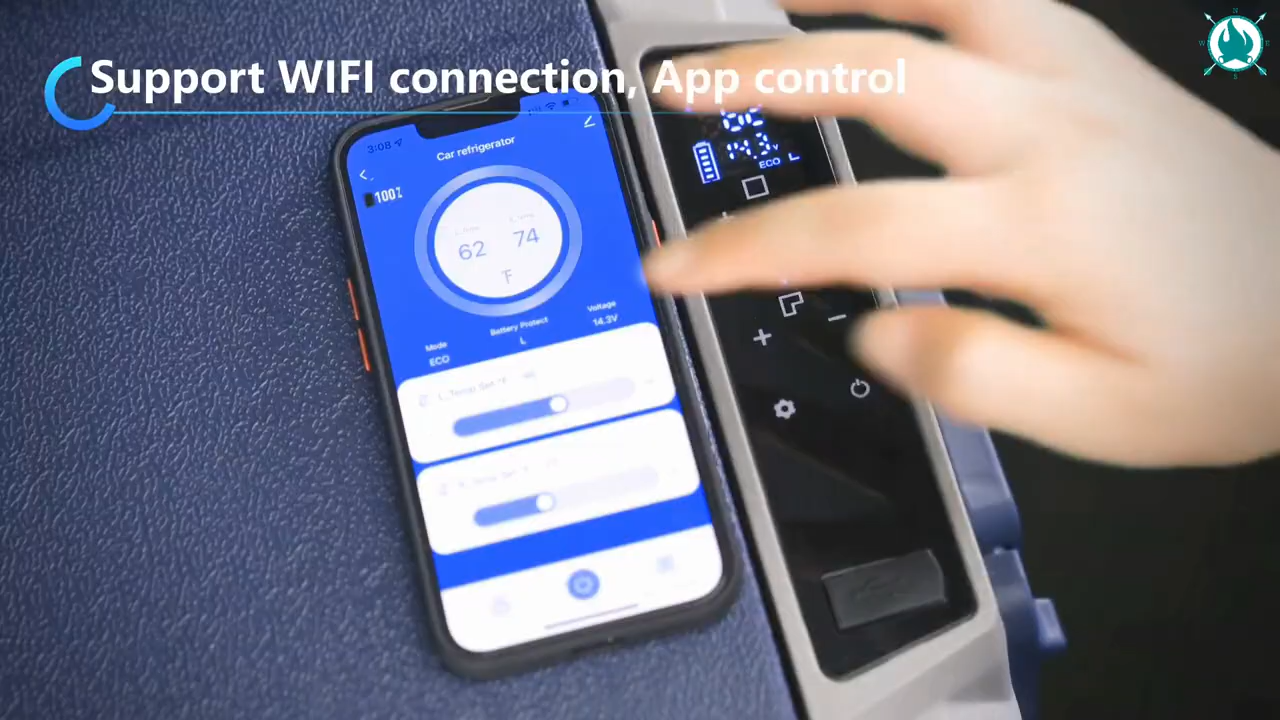 Support WIFI connection, App control
3:08
Car refrigerator
100%
62 74
°F
Mode
ECO
Battery Protect
L
Voltage
14.3V
14.3 V
ECO L
N
W E
S